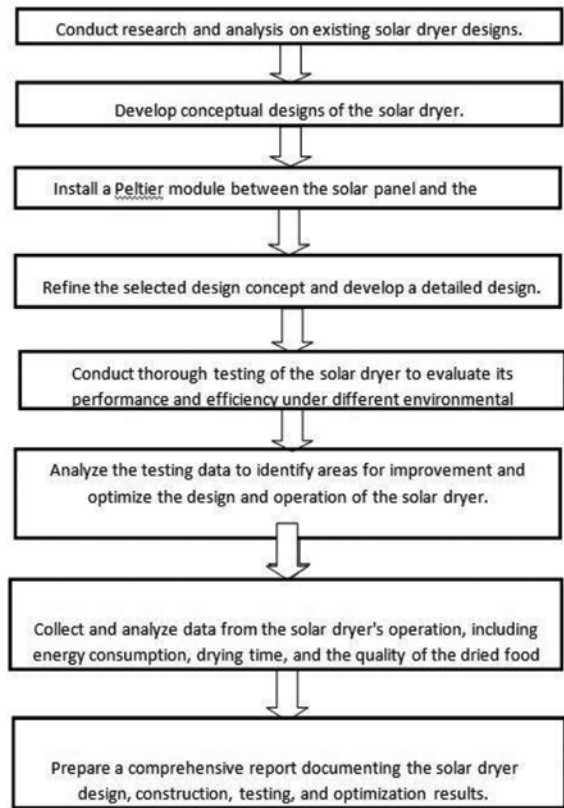 Conduct research and analysis on existing solar dryer designs.
Develop conceptual designs of the solar dryer.
Install a Peltier module between the solar panel and the
Refine the selected design concept and develop a detailed design.
Conduct thorough testing of the solar dryer to evaluate its
performance and efficiency under different environmental
Analyze the testing data to identify areas for improvement and
optimize the design and operation of the solar dryer.
Collect and analyze data from the solar dryer's operation, including
energy consumption, drying time, and the quality of the dried food
Prepare a comprehensive report documenting the solar dryer
design, construction, testing, and optimization results.